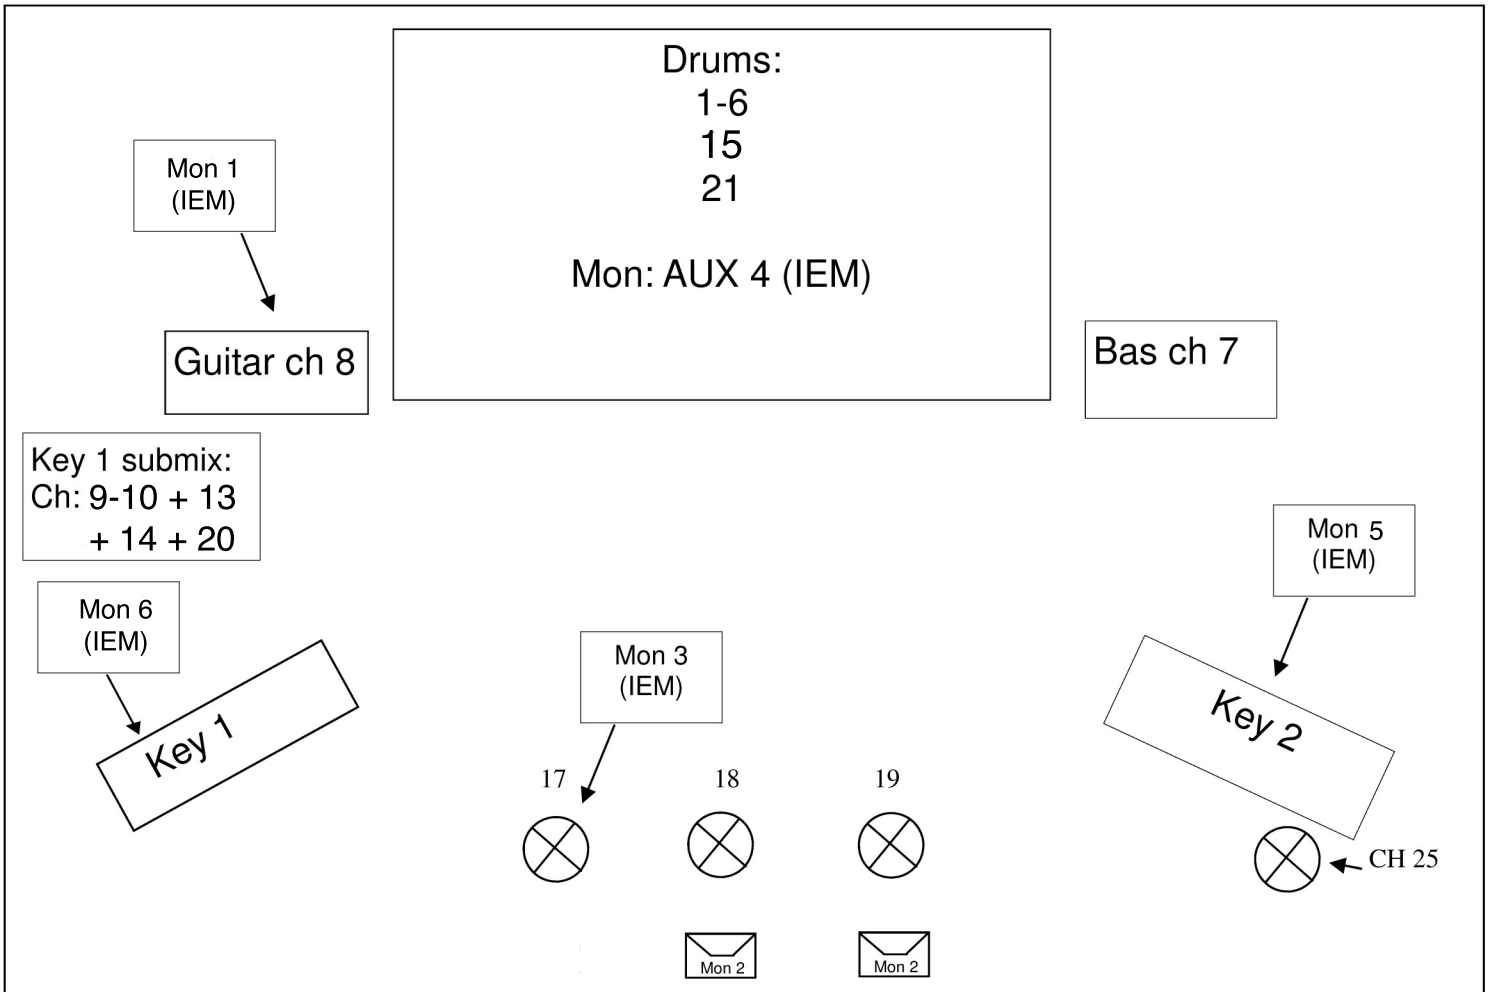 Drums:
1-6
15
21
Mon: AUX 4 (IEM)
Mon 1
(IEM)
Guitar ch 8
Bas ch 7
Key 1 submix:
Ch: 9-10 + 13
+ 14 + 20
Mon 5
(IEM)
Mon 6
(IEM)
Mon 3
(IEM)
Key 1
Key 2
17
18
19
CH 25
Mon 2
Mon 2